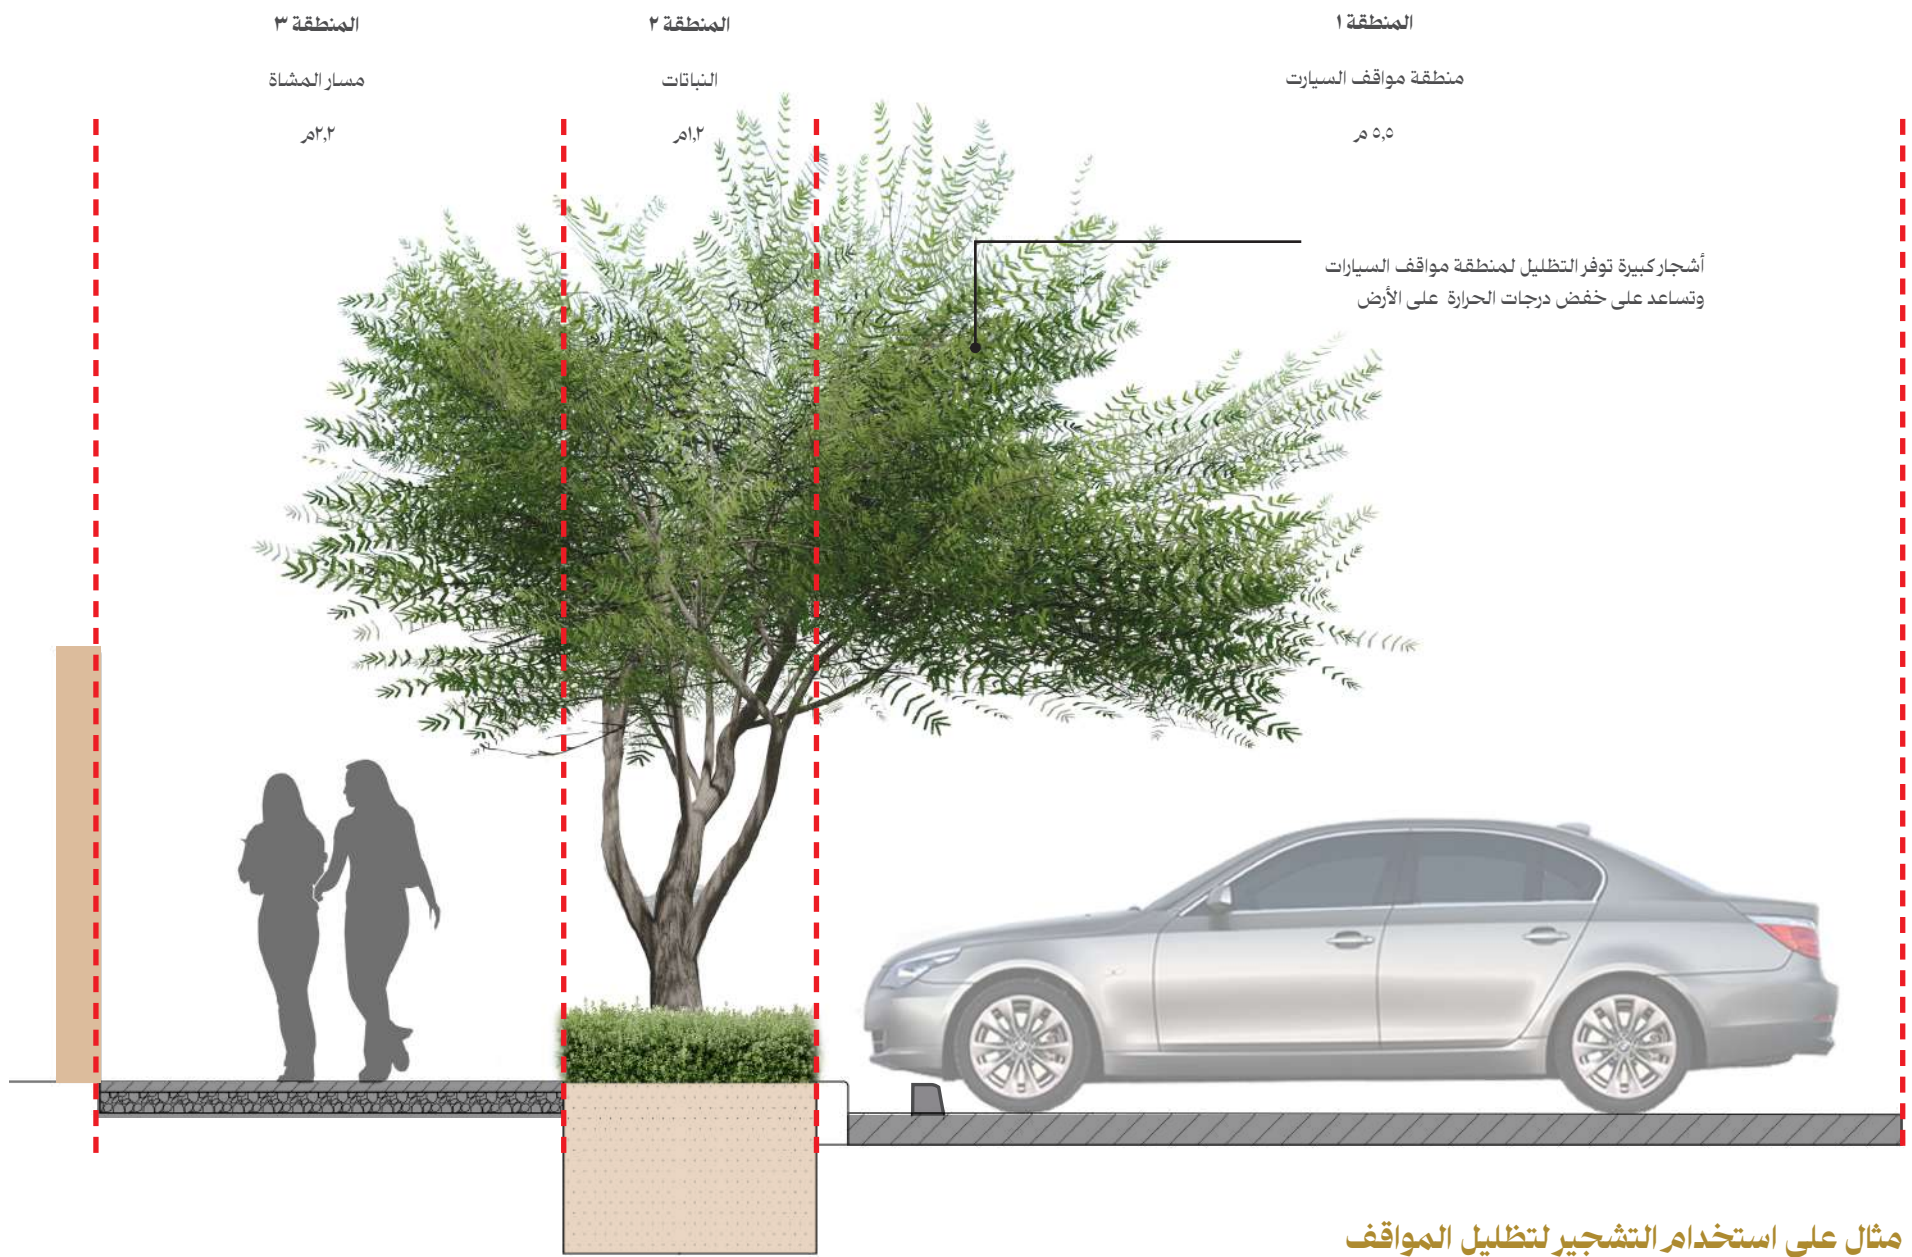 المنطقة ١
منطقة مواقف السيارت
٥,٥ م
المنطقة ٢
النباتات
١,٢م
المنطقة ٣
مسار المشاة
٢,٢م
أشجار كبيرة توفر التظليل لمنطقة مواقف السيارات
وتساعد على خفض درجات الحرارة على الأرض
مثال على استخدام التشجير لتظليل المواقف